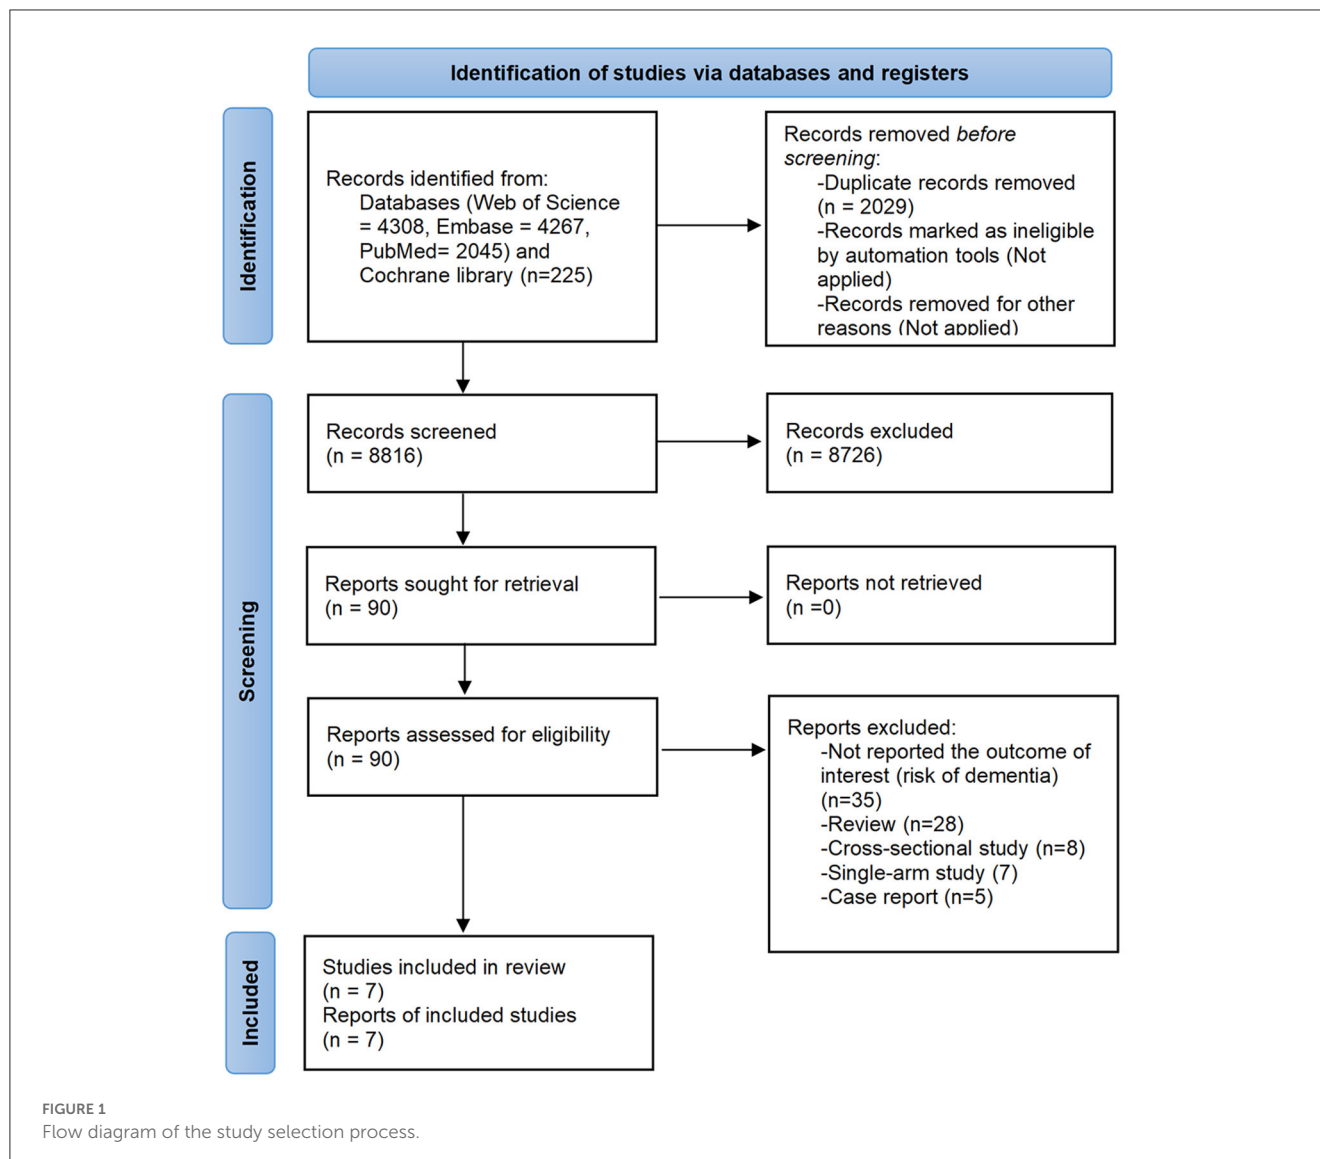 Identification of studies via databases and registers
Identification
Records identified from:
Databases (Web of Science
= 4308, Embase = 4267,
PubMed= 2045) and
Cochrane library (n=225)
Records removed before
screening:
-Duplicate records removed
(n = 2029)
-Records marked as ineligible
by automation tools (Not
applied)
-Records removed for other
reasons (Not applied)
Screening
Records screened
(n = 8816)
Records excluded
(n = 8726)
Reports sought for retrieval
(n = 90)
Reports not retrieved
(n =0)
Reports assessed for eligibility
(n = 90)
Reports excluded:
-Not reported the outcome of
interest (risk of dementia)
(n=35)
-Review (n=28)
-Cross-sectional study (n=8)
-Single-arm study (7)
-Case report (n=5)
Included
Studies included in review
(n = 7)
Reports of included studies
(n = 7)
FIGURE 1
Flow diagram of the study selection process.